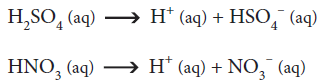 H₂SO₄ (aq) ⟶ H⁺ (aq) + HSO₄⁻ (aq)
HNO₃ (aq) ⟶ H⁺ (aq) + NO₃⁻ (aq)